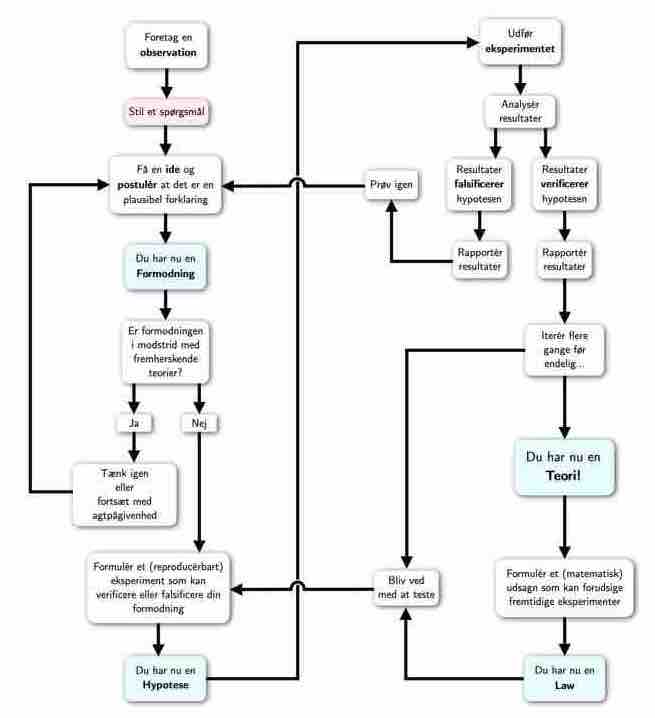 Foretag en
observation
Stil et spørgsmål
Få en ide og
postulér at det er en
plausibel forklaring
Du har nu en
Formodning
Er formodningen
i modstrid med
fremherskende
teorier?
Ja
Nej
Tænk igen
eller
fortsæt med
agtpågivenhed
Formulér et (reproducérbart)
eksperiment som kan
verificere eller falsificere din
formodning
Du har nu en
Hypotese
Udfør
eksperimentet
Analysér
resultater
Resultater
falsificerer
hypotesen
Resultater
verificerer
hypotesen
Prøv igen
Rapportér
resultater
Rapportér
resultater
Iterér flere
gange før
endelig...
Du har nu en
Teori!
Bliv ved
med at teste
Formulér et (matematisk)
udsagn som kan forudsige
fremtidige eksperimenter
Du har nu en
Law